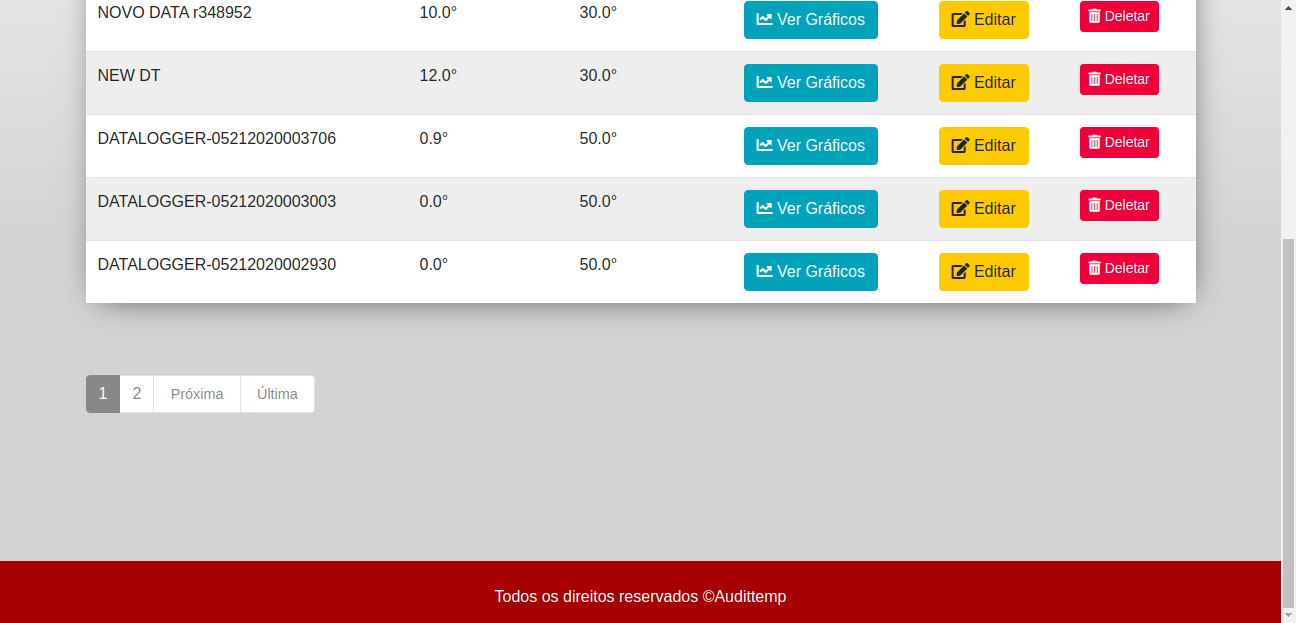 NOVO DATA r348952 10.0° 30.0° Ver Gráficos Editar Deletar
NEW DT 12.0° 30.0° Ver Gráficos Editar Deletar
DATALOGGER-05212020003706 0.9° 50.0° Ver Gráficos Editar Deletar
DATALOGGER-05212020003003 0.0° 50.0° Ver Gráficos Editar Deletar
DATALOGGER-05212020002930 0.0° 50.0° Ver Gráficos Editar Deletar
1 2 Próxima Última
Todos os direitos reservados ©Audittemp